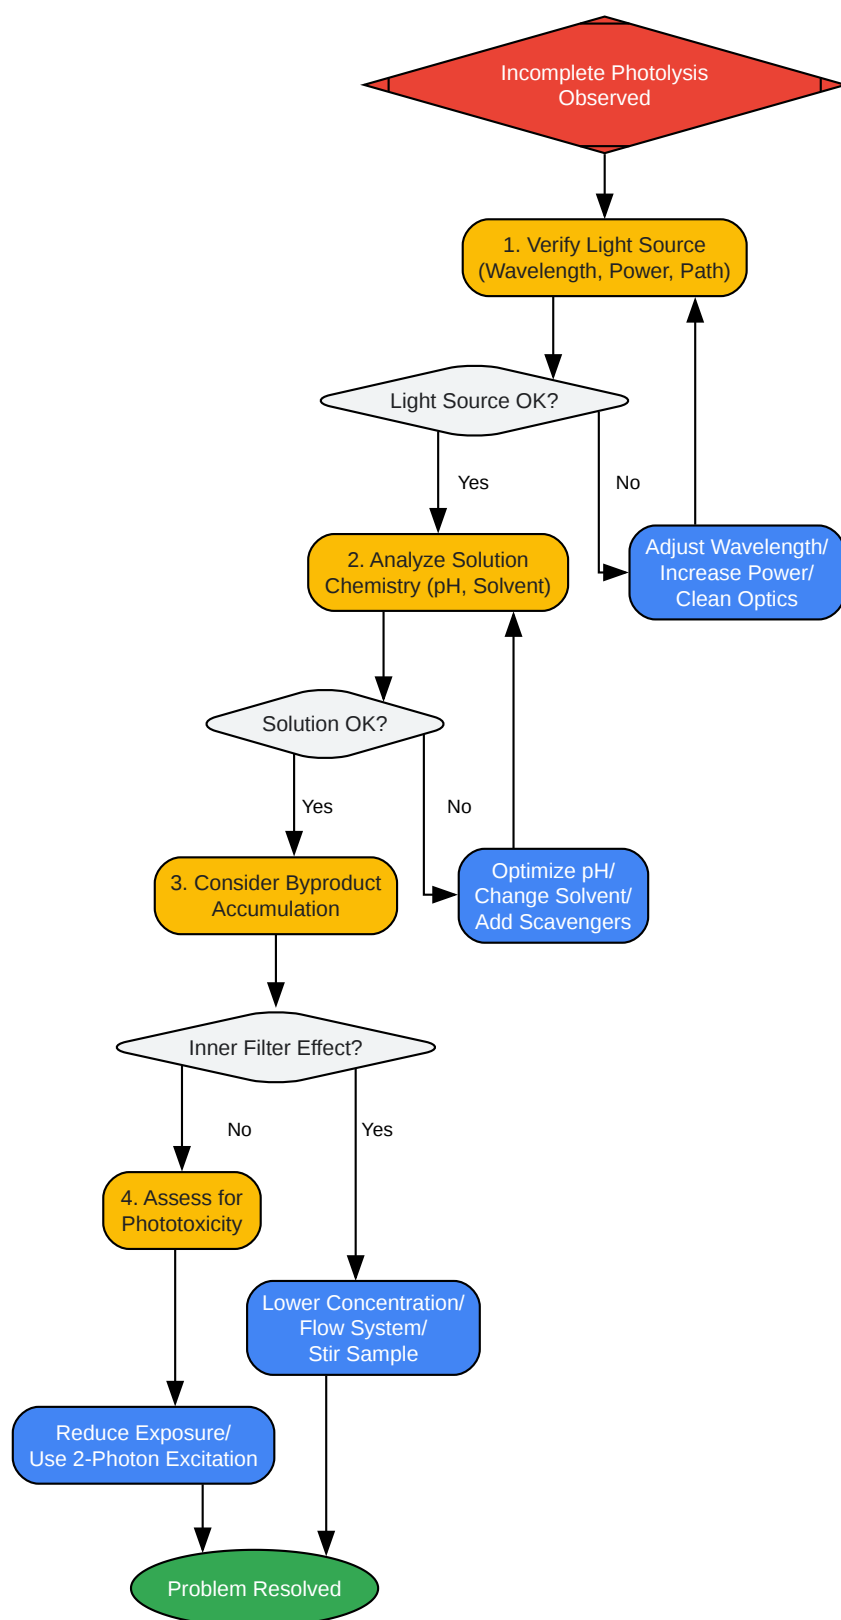 Incomplete Photolysis
Observed
1. Verify Light Source
(Wavelength, Power, Path)
Light Source OK?
Yes
No
2. Analyze Solution
Chemistry (pH, Solvent)
Adjust Wavelength/
Increase Power/
Clean Optics
Solution OK?
Yes
No
3. Consider Byproduct
Accumulation
Optimize pH/
Change Solvent/
Add Scavengers
Inner Filter Effect?
No
Yes
4. Assess for
Phototoxicity
Lower Concentration/
Flow System/
Stir Sample
Reduce Exposure/
Use 2-Photon Excitation
Problem Resolved